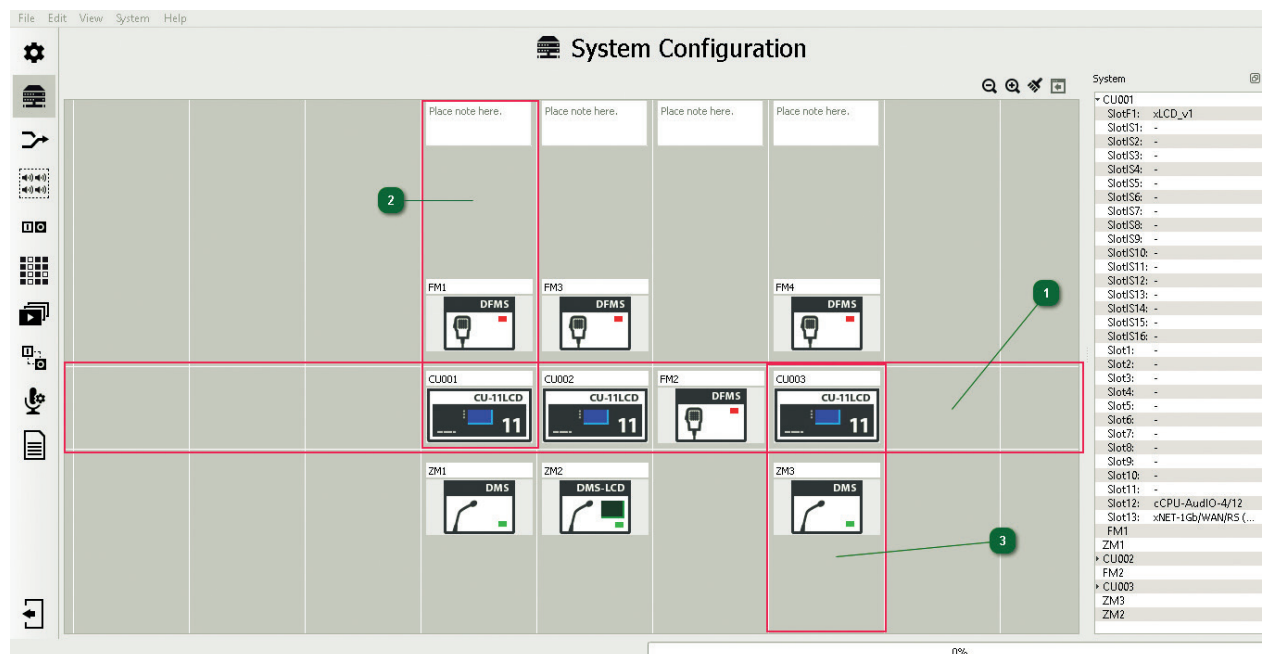 File Edit View System Help
System Configuration
System
Place note here. Place note here. Place note here. Place note here.
2
FM1 FM3 FM4
DFMS DFMS DFMS
1
CU001 CU002 FM2 CU003
CU-11LCD CU-11LCD DFMS CU-11LCD
11 11 11
ZM1 ZM2 ZM3
DMS DMS-LCD DMS
3
CU001
SlotF1: xLCD_v1
SlotIS1: -
SlotIS2: -
SlotIS3: -
SlotIS4: -
SlotIS5: -
SlotIS6: -
SlotIS7: -
SlotIS8: -
SlotIS9: -
SlotIS10: -
SlotIS11: -
SlotIS12: -
SlotIS13: -
SlotIS14: -
SlotIS15: -
SlotIS16: -
Slot1: -
Slot2: -
Slot3: -
Slot4: -
Slot5: -
Slot6: -
Slot7: -
Slot8: -
Slot9: -
Slot10: -
Slot11: -
Slot12: cCPU-AudIO-4/12
Slot13: xNET-1Gb/WAN/RS (...
FM1
ZM1
CU002
FM2
CU003
ZM3
ZM2
0%